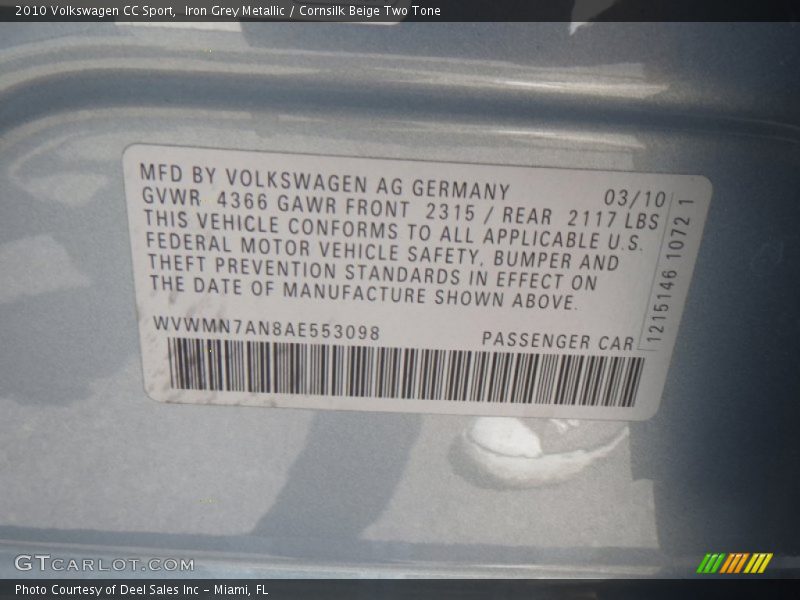 2010 Volkswagen CC Sport, Iron Grey Metallic / Cornsilk Beige Two Tone
MFD BY VOLKSWAGEN AG GERMANY 03/10
GVWR 4366 GAWR FRONT 2315 / REAR 2117 LBS
THIS VEHICLE CONFORMS TO ALL APPLICABLE U.S.
FEDERAL MOTOR VEHICLE SAFETY, BUMPER AND
THEFT PREVENTION STANDARDS IN EFFECT ON
THE DATE OF MANUFACTURE SHOWN ABOVE.
WVWMN7AN8AE553098 PASSENGER CAR
1215146 1072 1
GTCARLOT.COM
Photo Courtesy of Deel Sales Inc - Miami, FL